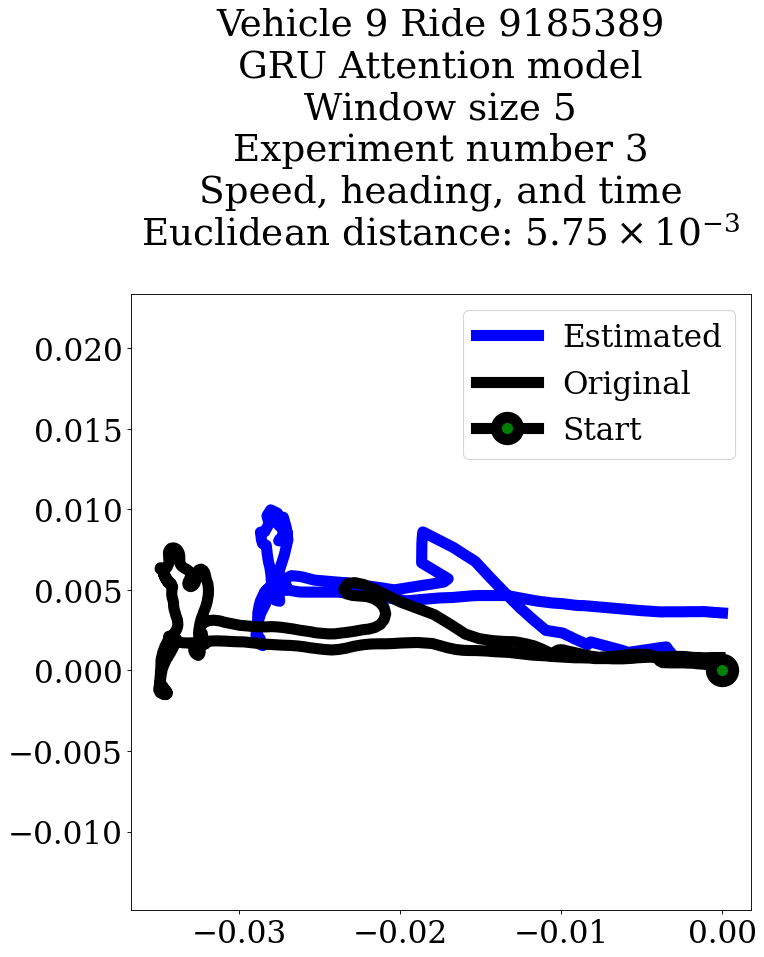 Vehicle 9 Ride 9185389
GRU Attention model
Window size 5
Experiment number 3
Speed, heading, and time
Euclidean distance: 5.75 × 10⁻³
Estimated
Original
Start
0.020
0.015
0.010
0.005
0.000
−0.005
−0.010
−0.03
−0.02
−0.01
0.00